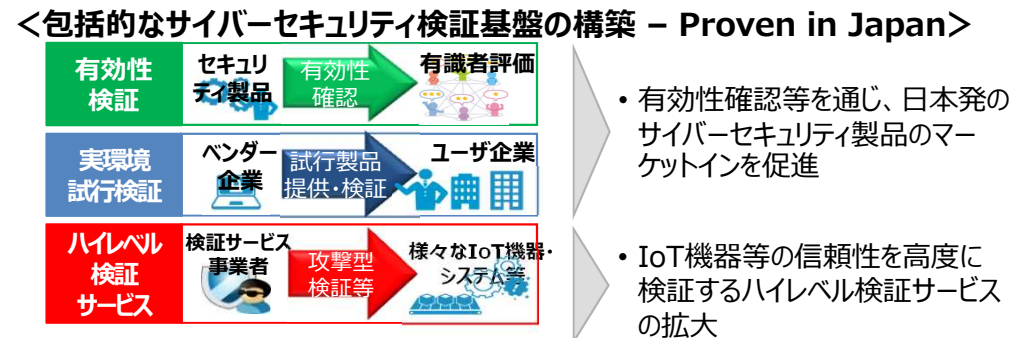 <包括的なサイバーセキュリティ検証基盤の構築 – Proven in Japan>
有効性
検証
セキュリ
ティ製品
有効性
確認
有識者評価
実環境
試行検証
ベンダー
企業
試行製品
提供・検証
ユーザ企業
ハイレベル
検証
サービス
検証サービス
事業者
攻撃型
検証等
様々なIoT機器・
システム等
• 有効性確認等を通じ、日本発の
サイバーセキュリティ製品のマー
ケットインを促進
• IoT機器等の信頼性を高度に
検証するハイレベル検証サービス
の拡大